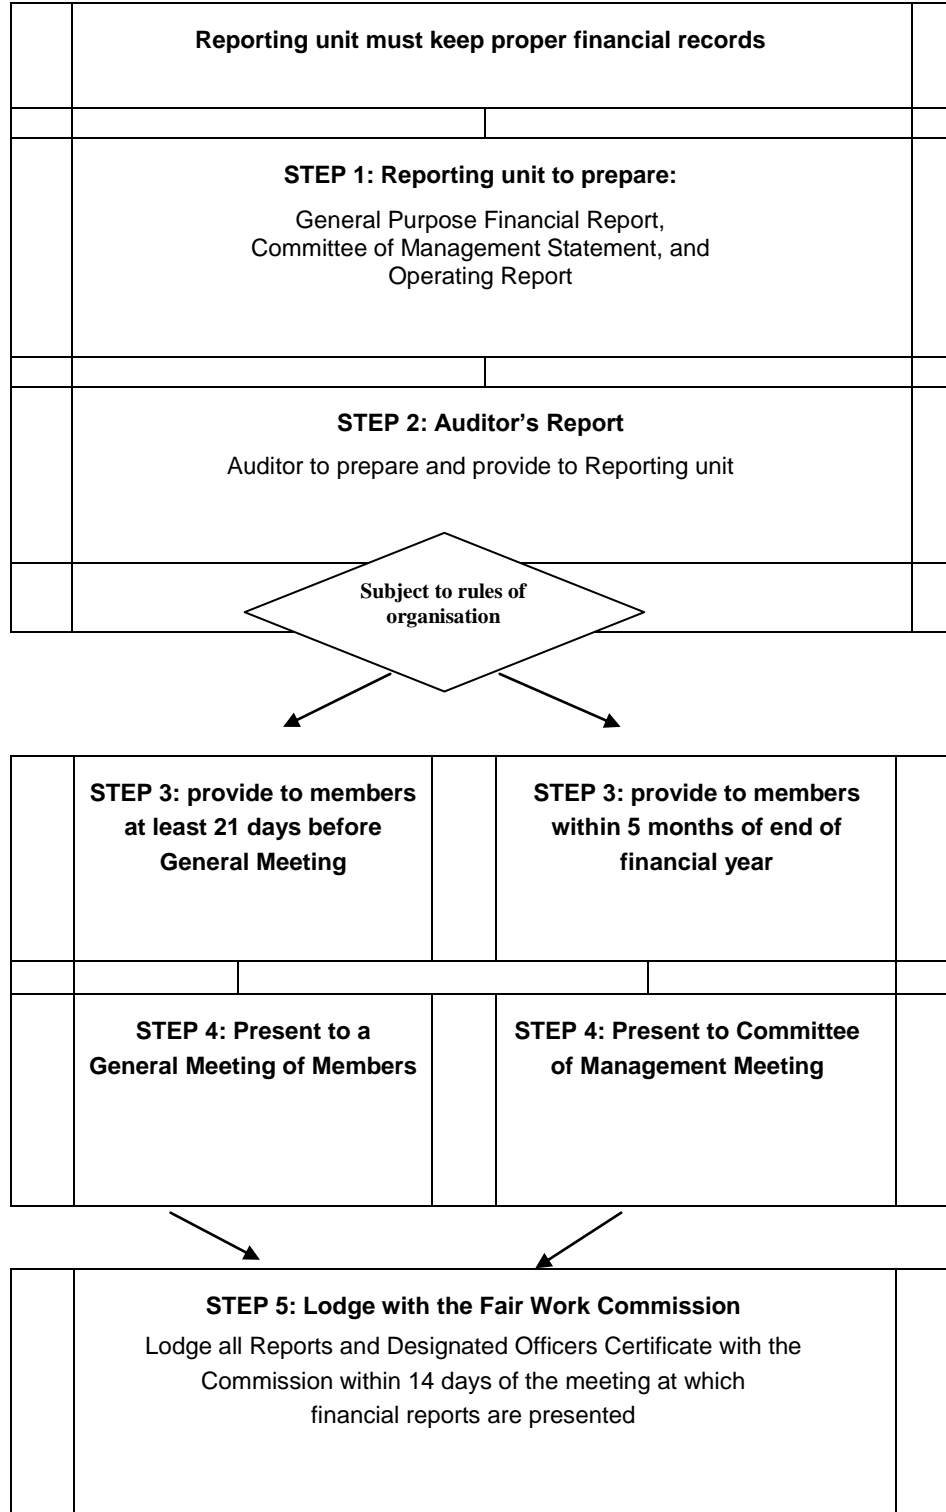 Reporting unit must keep proper financial records
STEP 1: Reporting unit to prepare:
General Purpose Financial Report,
Committee of Management Statement, and
Operating Report
STEP 2: Auditor’s Report
Auditor to prepare and provide to Reporting unit
Subject to rules of
organisation
STEP 3: provide to members
at least 21 days before
General Meeting
STEP 3: provide to members
within 5 months of end of
financial year
STEP 4: Present to a
General Meeting of Members
STEP 4: Present to Committee
of Management Meeting
STEP 5: Lodge with the Fair Work Commission
Lodge all Reports and Designated Officers Certificate with the
Commission within 14 days of the meeting at which
financial reports are presented